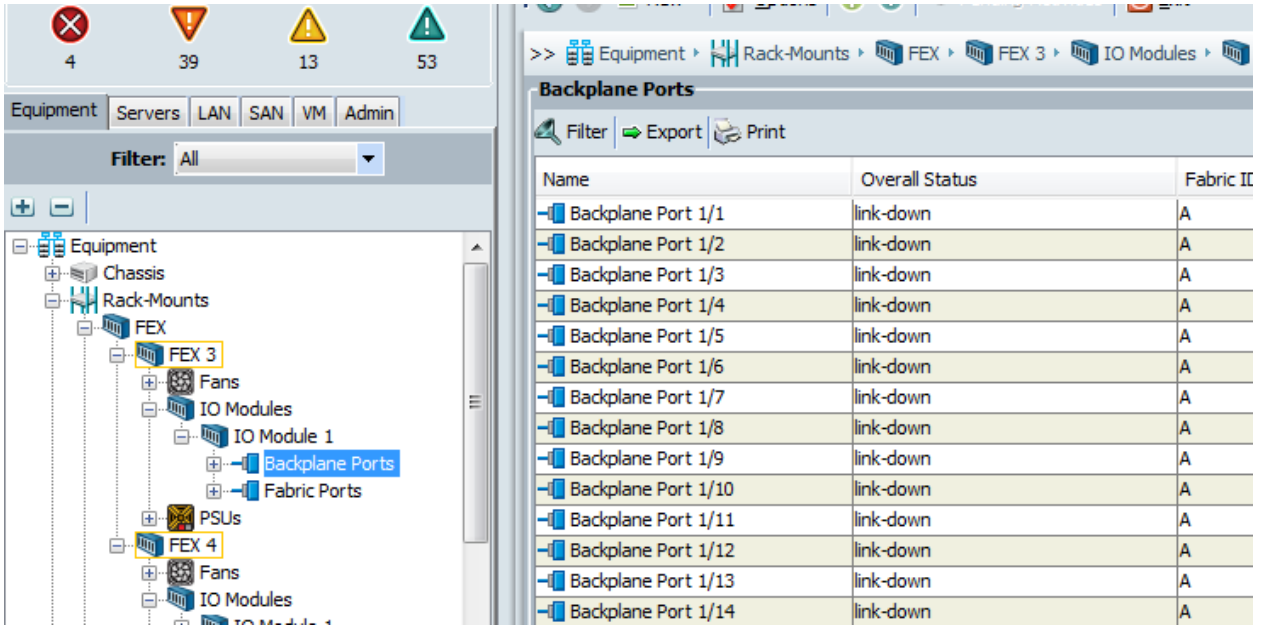 4 39 13 53
Equipment Servers LAN SAN VM Admin
Filter: All
Equipment
Chassis
Rack-Mounts
FEX
FEX 3
Fans
IO Modules
IO Module 1
Backplane Ports
Fabric Ports
PSUs
FEX 4
Fans
IO Modules
IO Module 1
>> Equipment Rack-Mounts FEX FEX 3 IO Modules
Backplane Ports
Filter Export Print
Name Overall Status Fabric ID
Backplane Port 1/1 link-down A
Backplane Port 1/2 link-down A
Backplane Port 1/3 link-down A
Backplane Port 1/4 link-down A
Backplane Port 1/5 link-down A
Backplane Port 1/6 link-down A
Backplane Port 1/7 link-down A
Backplane Port 1/8 link-down A
Backplane Port 1/9 link-down A
Backplane Port 1/10 link-down A
Backplane Port 1/11 link-down A
Backplane Port 1/12 link-down A
Backplane Port 1/13 link-down A
Backplane Port 1/14 link-down A